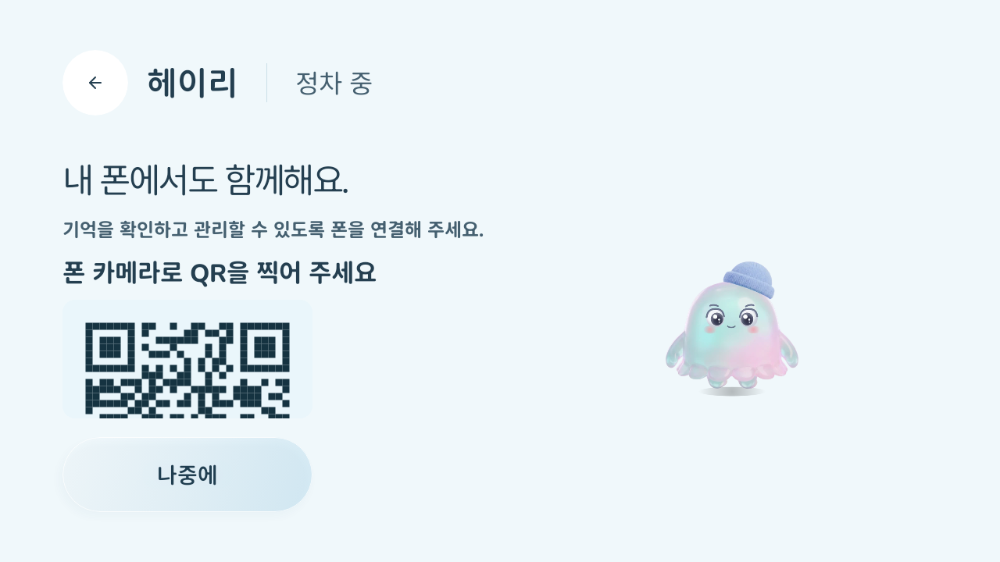 헤이리
정차 중
내 폰에서도 함께해요.
기억을 확인하고 관리할 수 있도록 폰을 연결해 주세요.
폰 카메라로 QR을 찍어 주세요
나중에